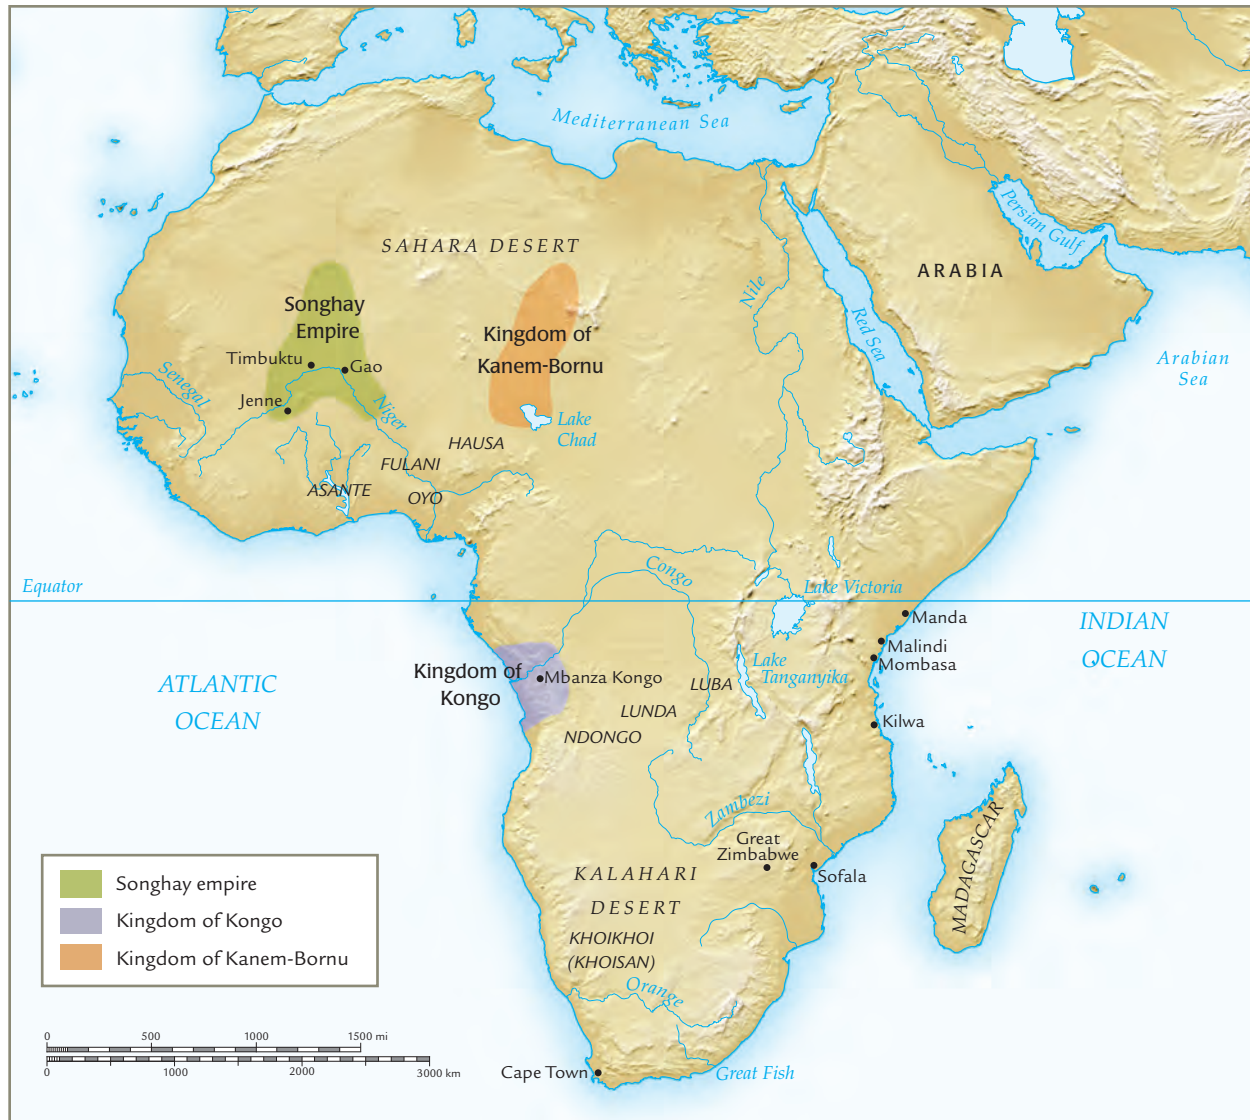 Mediterranean Sea
Persian Gulf
SAHARA DESERT
ARABIA
Nile
Red Sea
Songhay
Empire
Kingdom of
Kanem-Bornu
Arabian
Sea
Timbuktu
Gao
Senegal
Jenne
Niger
Lake
Chad
HAUSA
FULANI
ASANTE
OYO
Congo
Equator
Lake Victoria
Manda
INDIAN
OCEAN
Malindi
Mombasa
Kingdom of
Kongo
Mbanza Kongo
Lake
Tanganyika
LUBA
ATLANTIC
OCEAN
LUNDA
NDONGO
Kilwa
Zambezi
Great
Zimbabwe
Sofala
MADAGASCAR
KALAHARI
DESERT
KHOIKHOI
(KHOISAN)
Orange
Songhay empire
Kingdom of Kongo
Kingdom of Kanem-Bornu
0 500 1000 1500 mi
0 1000 2000 3000 km
Cape Town
Great Fish